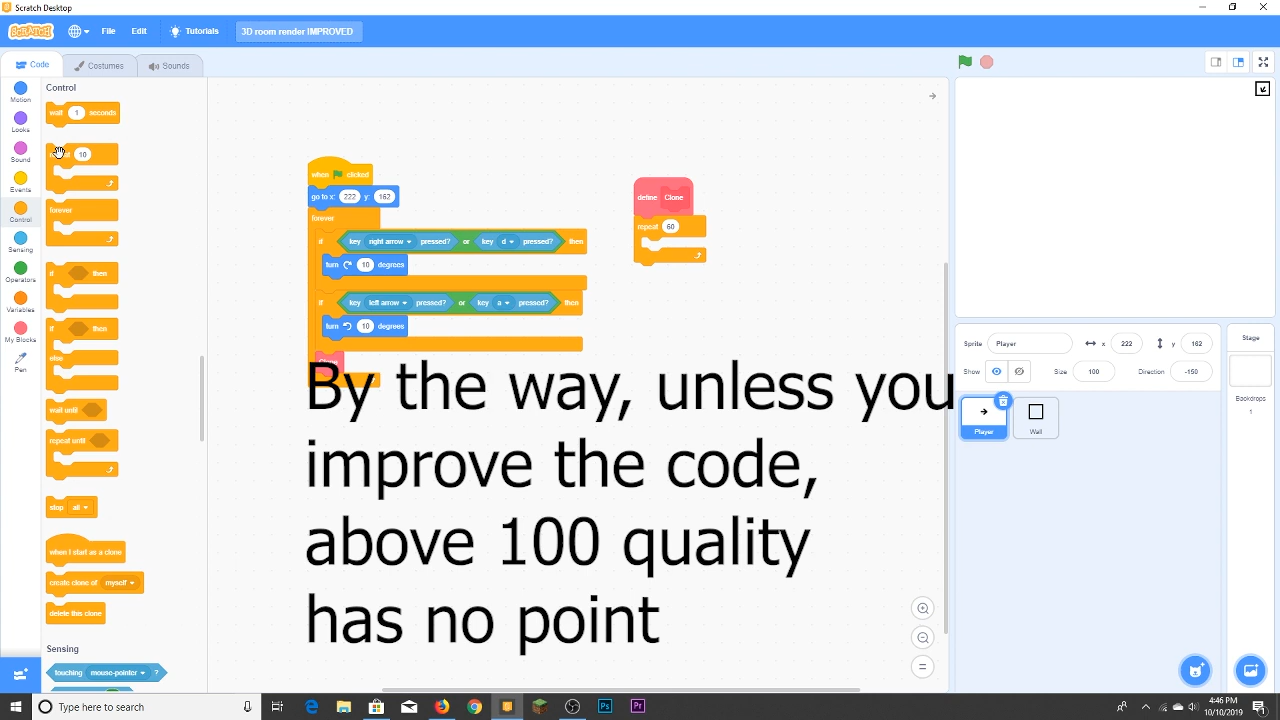 Scratch Desktop
SCRATCH File Edit Tutorials 3D room render IMPROVED
Code Costumes Sounds
Motion
Looks
Sound
Events
Control
Sensing
Operators
Variables
My Blocks
Pen
Control
wait 1 seconds
10
forever
if then
if then
else
wait until
repeat until
stop all
when I start as a clone
create clone of myself
delete this clone
Sensing
touching mouse-pointer ?
when clicked
go to x: 222 y: 162
forever
if key right arrow pressed? or key d pressed? then
turn 10 degrees
if key left arrow pressed? or key a pressed? then
turn 10 degrees
define Clone
repeat 60
By the way, unless you
improve the code,
above 100 quality
has no point
Sprite Player x 222 y 162
Show Size 100 Direction -150
Player
Wall
Stage
Backdrops
1
Type here to search
Ps
Pr
4:46 PM
10/10/2019